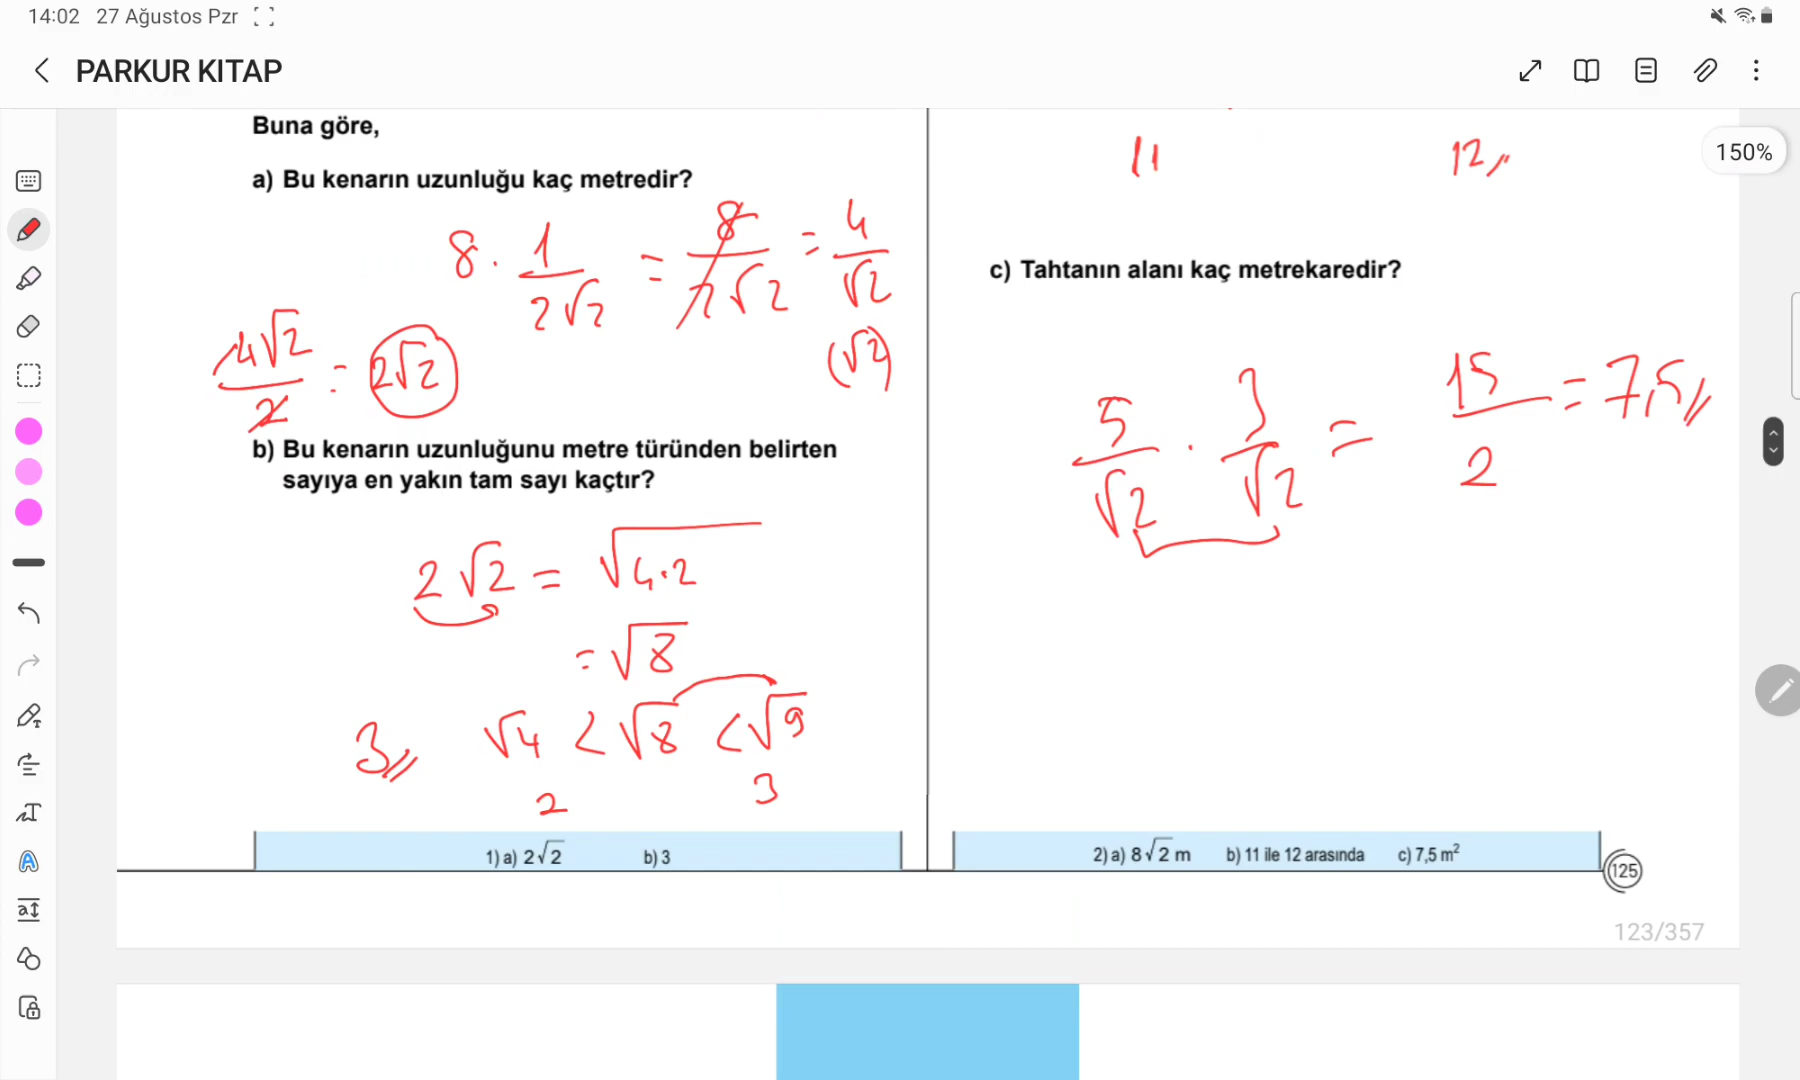 14:02 27 Ağustos Pzr
PARKUR KITAP
150%
Buna göre,
a) Bu kenarın uzunluğu kaç metredir?
8 · 1/2√2 = 8/2√2 = 4/√2
(√2)
4√2/2 = 2√2
b) Bu kenarın uzunluğunu metre türünden belirten
sayıya en yakın tam sayı kaçtır?
2√2 = √4·2
= √8
√4 < √8 < √9
2 3
3
1) a) 2√2 b) 3
11 12
c) Tahtanın alanı kaç metrekaredir?
5/√2 · 3/√2 = 15/2 = 7,5
2) a) 8√2 m b) 11 ile 12 arasında c) 7,5 m²
125
123/357